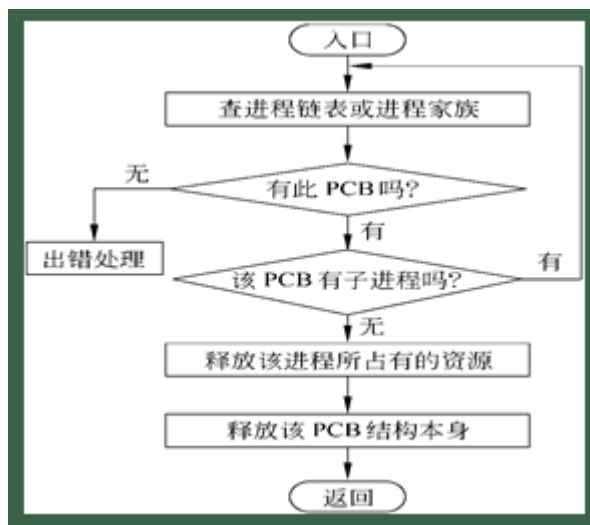 入口
查进程链表或进程家族
无
有此 PCB 吗?
有
出错处理
该 PCB 有子进程吗?
有
无
释放该进程所占有的资源
释放该 PCB 结构本身
返回